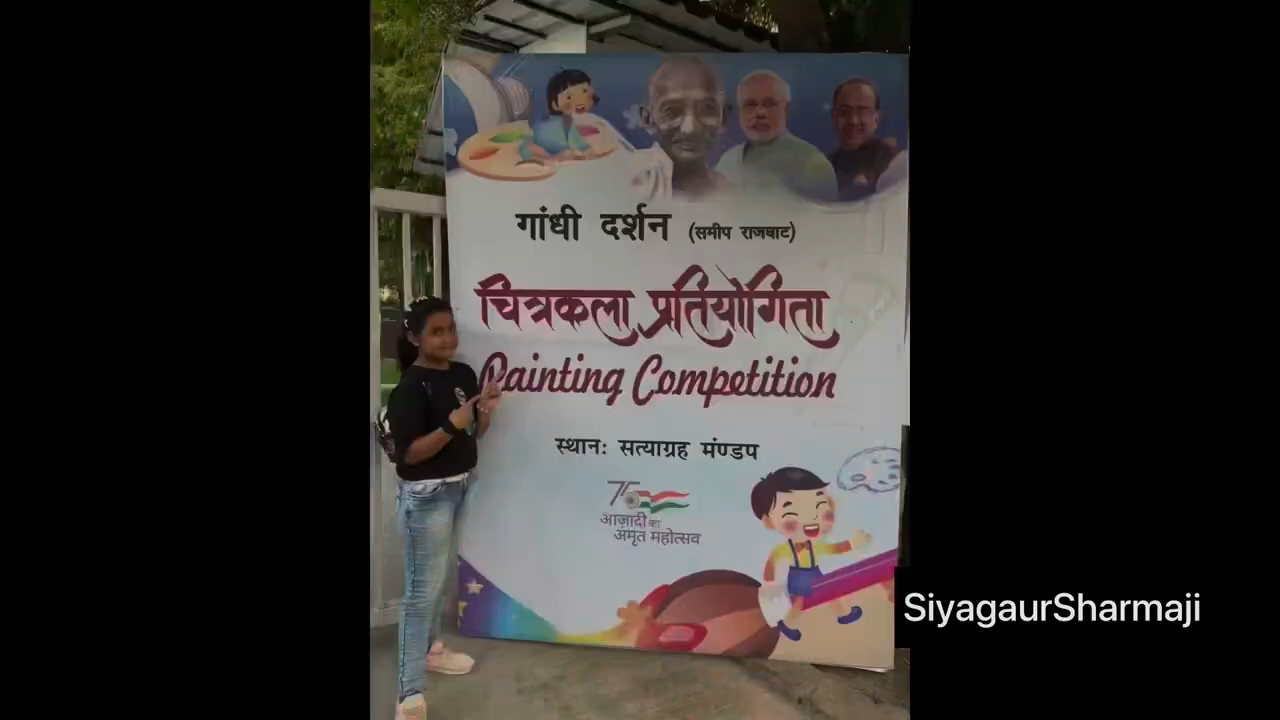 गांधी दर्शन (समीप राजघाट)
चित्रकला प्रतियोगिता
Painting Competition
स्थान: सत्याग्रह मंण्डप
75
आज़ादी का
अमृत महोत्सव
SiyagaurSharmaji